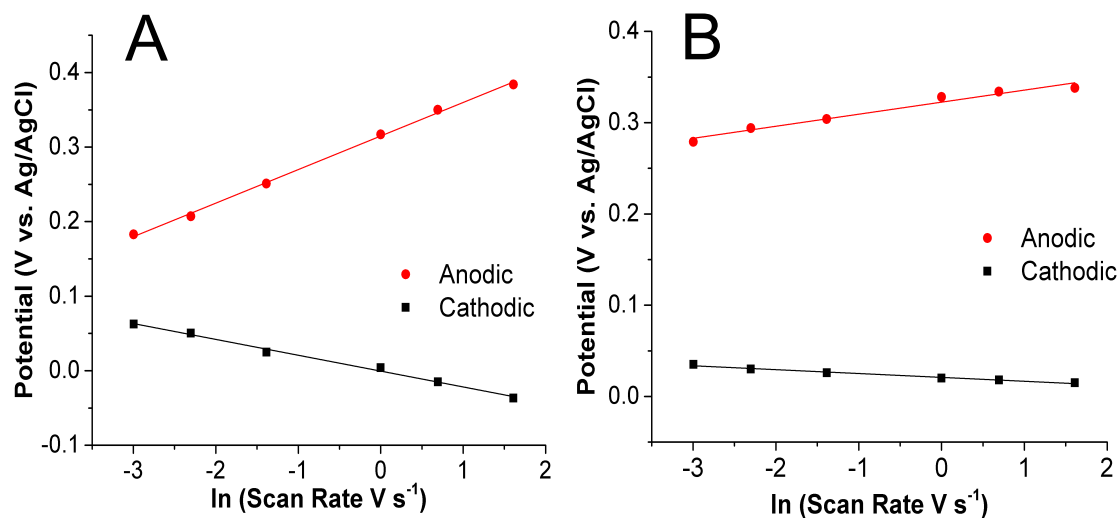 A
Potential (V vs. Ag/AgCl)
0.4
0.3
0.2
0.1
0.0
-0.1
Anodic
Cathodic
-3
-2
-1
0
1
2
ln (Scan Rate V s⁻¹)
B
Potential (V vs. Ag/AgCl)
0.4
0.3
0.2
0.1
0.0
Anodic
Cathodic
-3
-2
-1
0
1
2
ln (Scan Rate V s⁻¹)